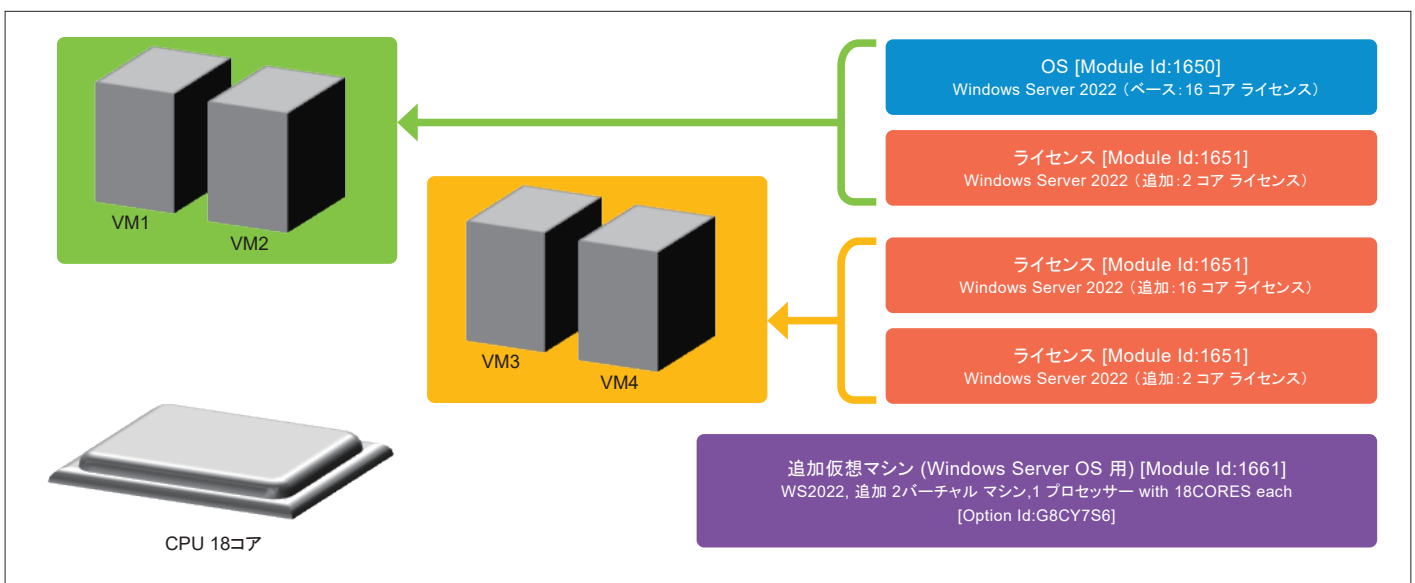 OS [Module Id:1650]
Windows Server 2022 （ベース：16 コア ライセンス）
ライセンス [Module Id:1651]
Windows Server 2022 （追加：2 コア ライセンス）
VM1
VM2
ライセンス [Module Id:1651]
Windows Server 2022 （追加：16 コア ライセンス）
ライセンス [Module Id:1651]
Windows Server 2022 （追加：2 コア ライセンス）
VM3
VM4
追加仮想マシン (Windows Server OS 用) [Module Id:1661]
WS2022, 追加 2バーチャル マシン,1 プロセッサー with 18CORES each
[Option Id:G8CY7S6]
CPU 18コア